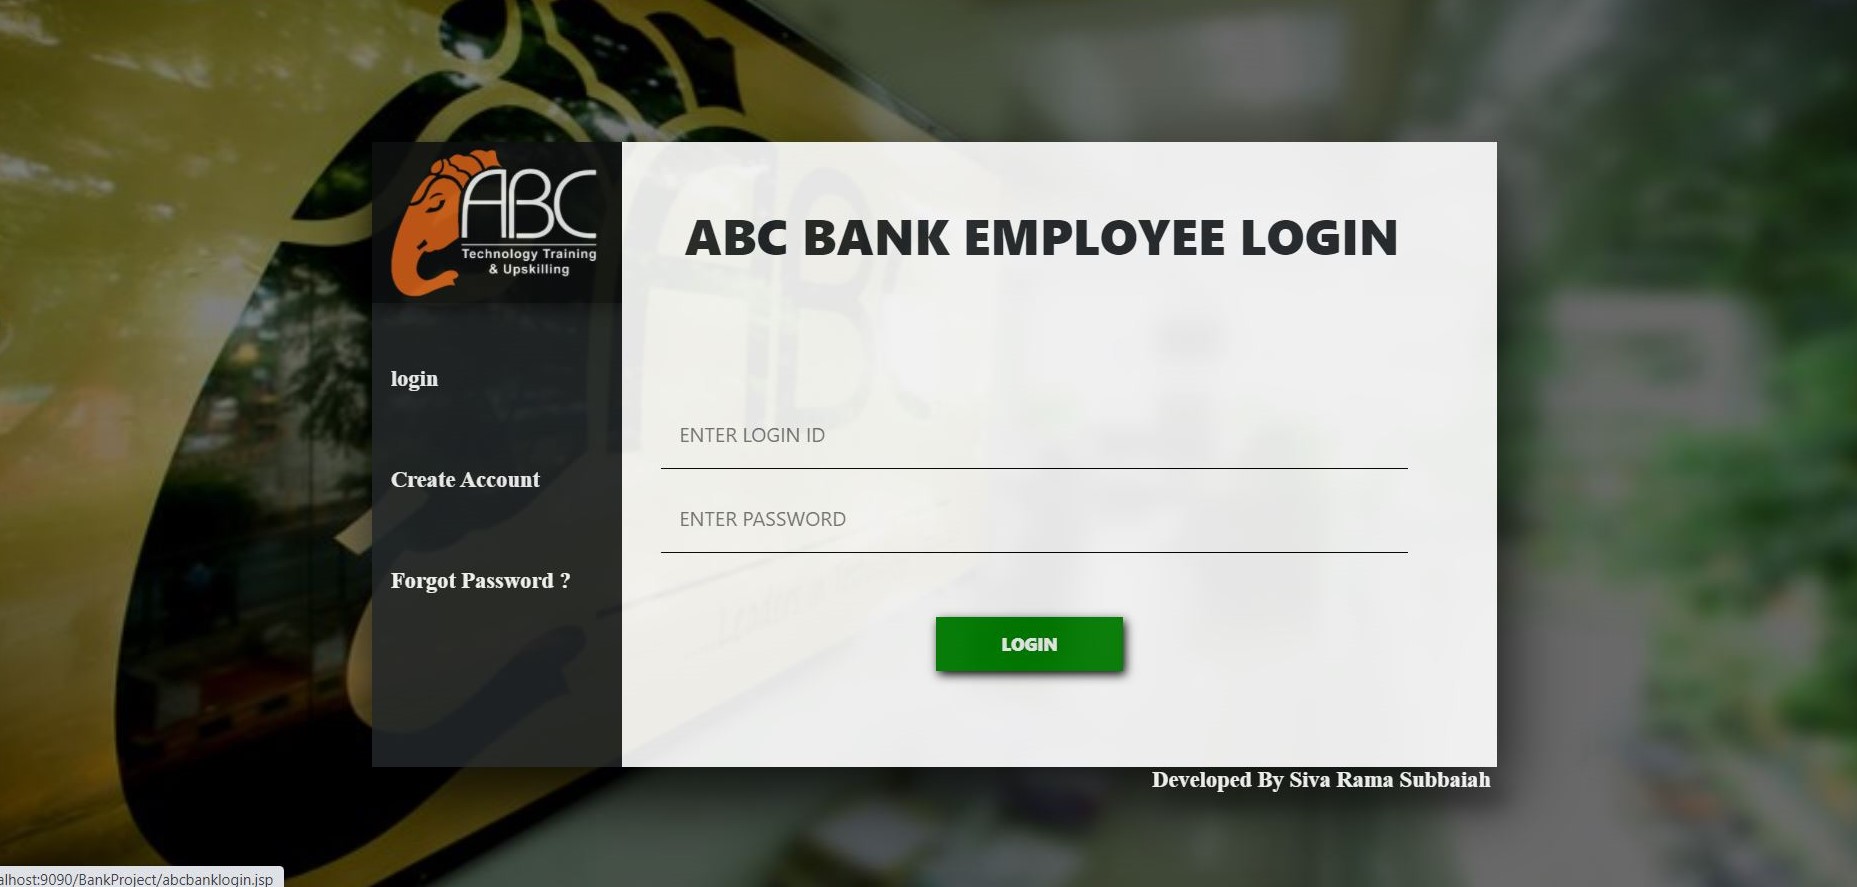 ABC
Technology Training
& Upskilling
ABC BANK EMPLOYEE LOGIN
login
ENTER LOGIN ID
Create Account
ENTER PASSWORD
Forgot Password ?
LOGIN
Developed By Siva Rama Subbaiah
alhost:9090/BankProject/abcbanklogin.jsp